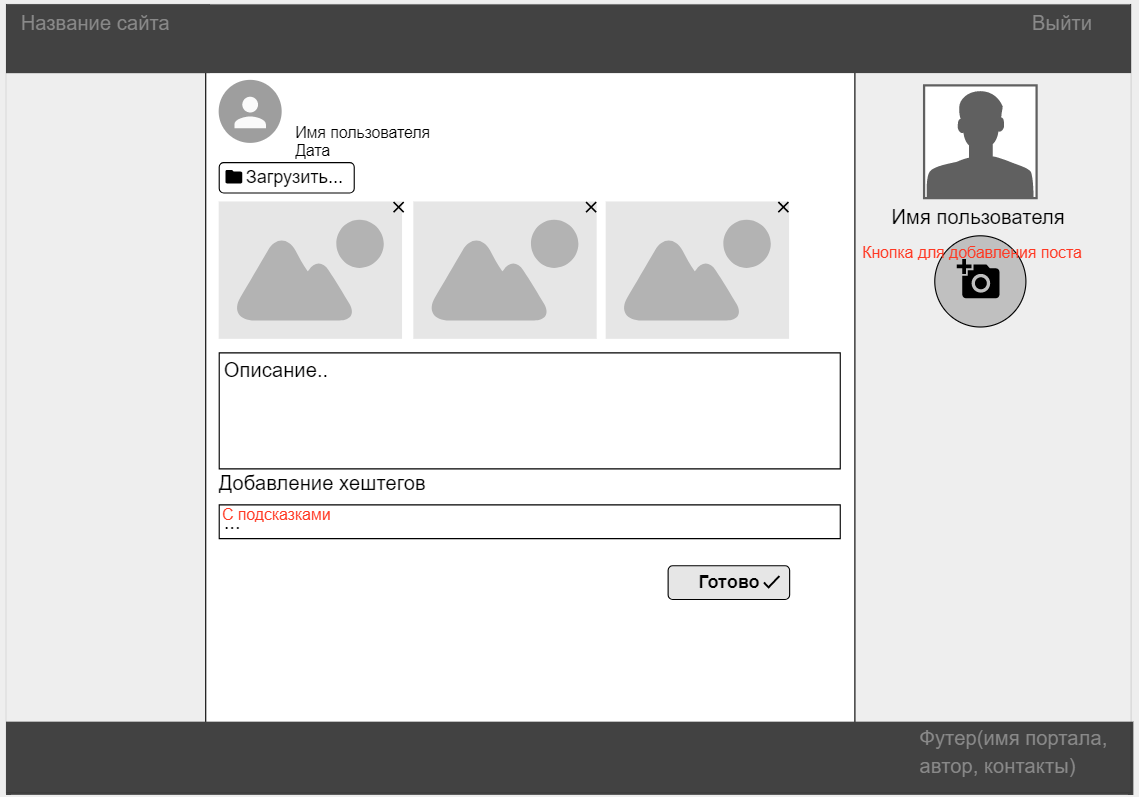 Название сайта
Выйти
Имя пользователя
Дата
Загрузить...
Имя пользователя
Кнопка для добавления поста
Описание..
Добавление хештегов
С подсказками
...
Готово
Футер(имя портала,
автор, контакты)